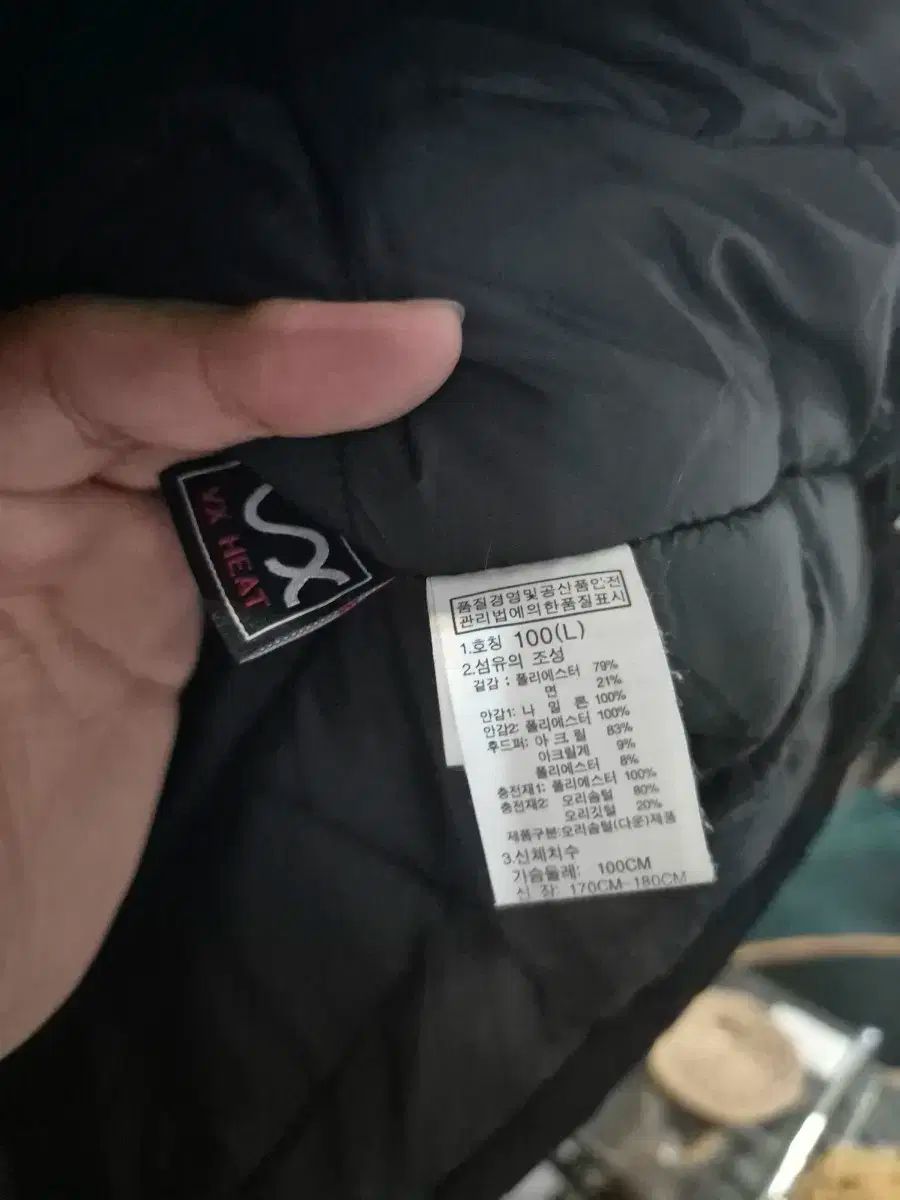 VX
VX HEAT
품질경영및공산품안전
관리법에의한품질표시
1.호칭 100(L)
2.섬유의 조성
겉감 : 폴리에스터 79%
면 21%
안감1: 나 일 론 100%
안감2: 폴리에스터 100%
후드퍼: 아 크 릴 83%
아크릴계 9%
폴리에스터 8%
충전재1: 폴리에스터 100%
충전재2: 오리솜털 80%
오리깃털 20%
제품구분:오리솜털(다운)제품
3.신체치수
가슴둘레: 100CM
신 장: 170CM-180CM